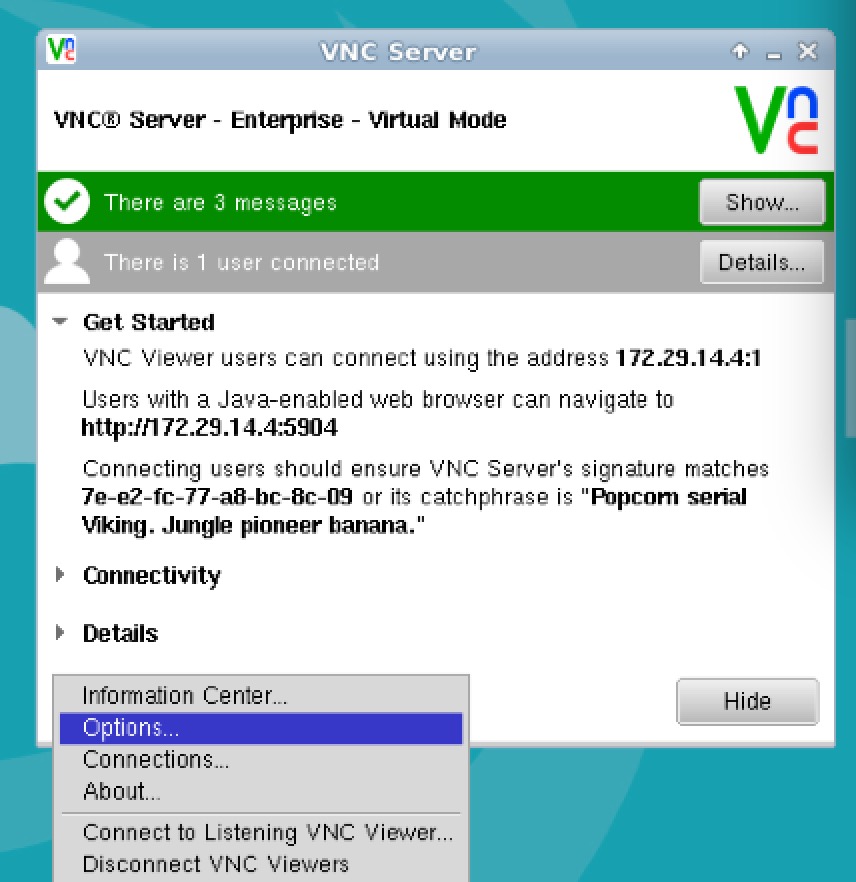 VNC Server
VNC® Server - Enterprise - Virtual Mode
There are 3 messages
Show...
There is 1 user connected
Details...
Get Started
VNC Viewer users can connect using the address 172.29.14.4:1
Users with a Java-enabled web browser can navigate to
http://172.29.14.4:5904
Connecting users should ensure VNC Server's signature matches
7e-e2-fc-77-a8-bc-8c-09 or its catchphrase is "Popcorn serial
Viking. Jungle pioneer banana."
Connectivity
Details
Information Center...
Hide
Options...
Connections...
About...
Connect to Listening VNC Viewer...
Disconnect VNC Viewers